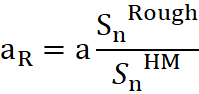 a_R = a S_n^Rough / S_n^HM